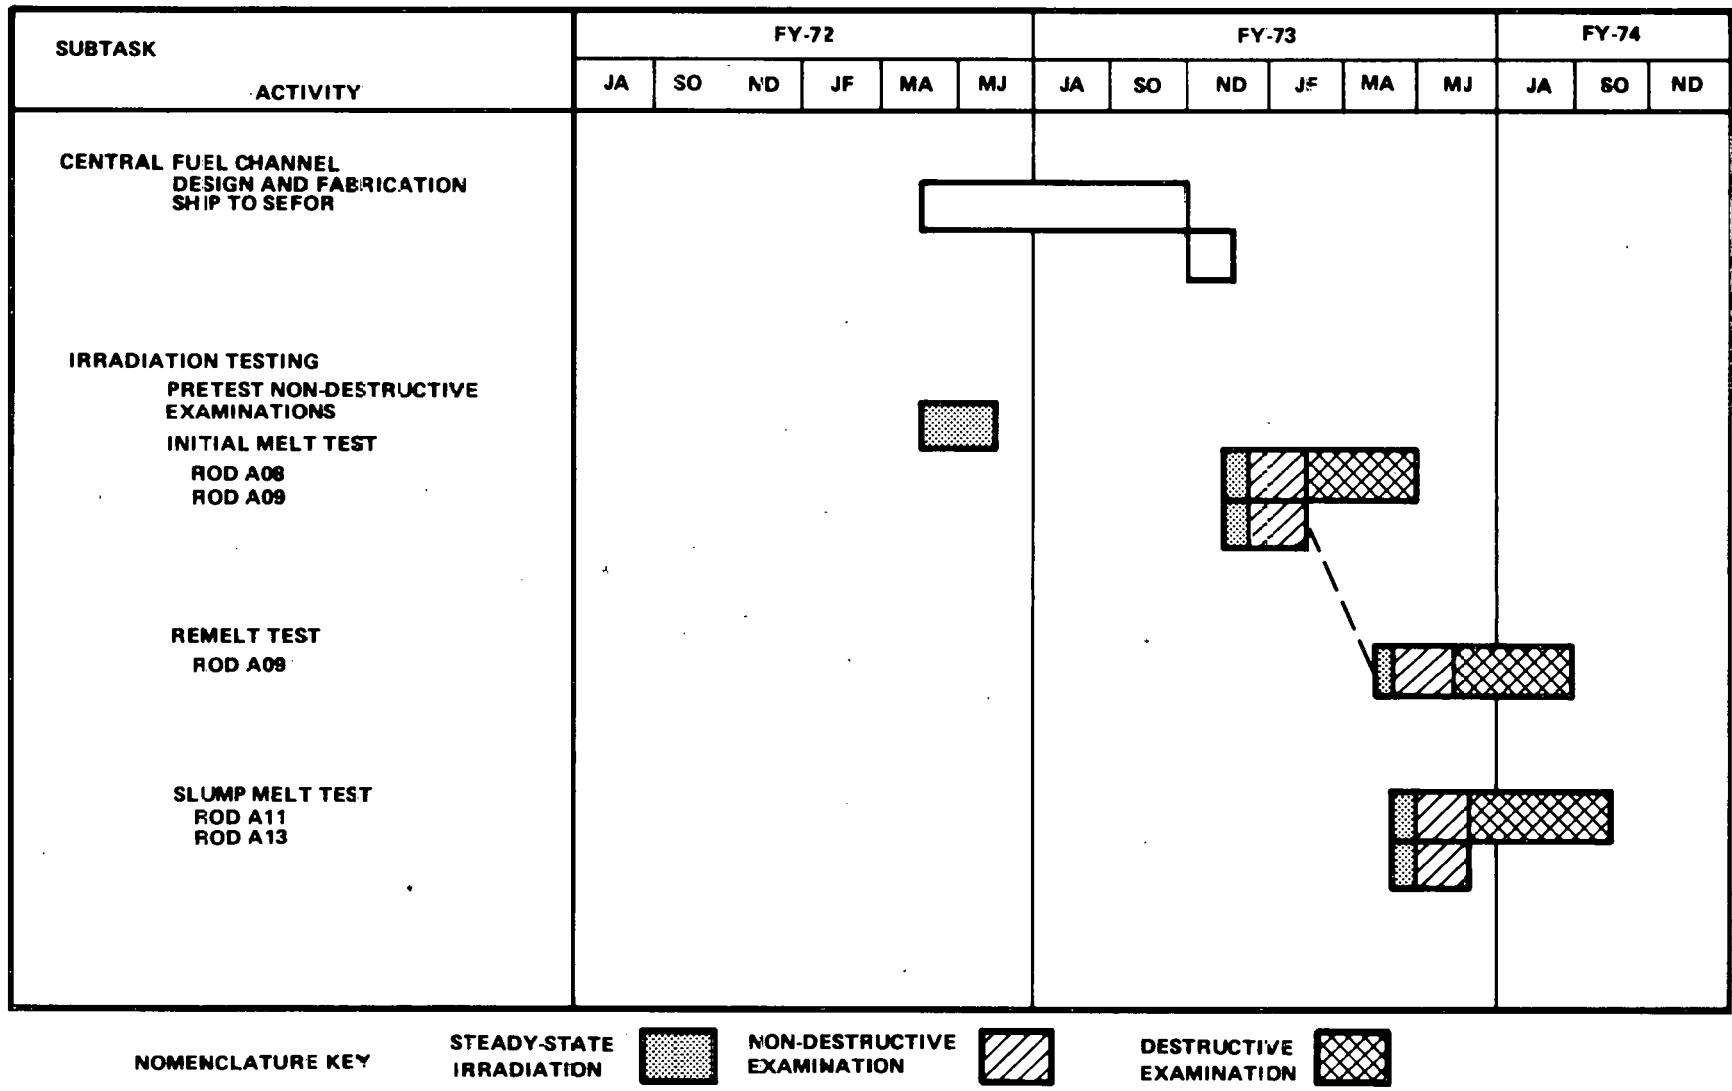 SUBTASK
ACTIVITY
FY-72
FY-73
FY-74
JA SO ND JF MA MJ JA SO ND JF MA MJ JA SO ND
CENTRAL FUEL CHANNEL
DESIGN AND FABRICATION
SHIP TO SEFOR
IRRADIATION TESTING
PRETEST NON-DESTRUCTIVE
EXAMINATIONS
INITIAL MELT TEST
ROD A08
ROD A09
REMELT TEST
ROD A09
SLUMP MELT TEST
ROD A11
ROD A13
NOMENCLATURE KEY
STEADY-STATE
IRRADIATION
NON-DESTRUCTIVE
EXAMINATION
DESTRUCTIVE
EXAMINATION